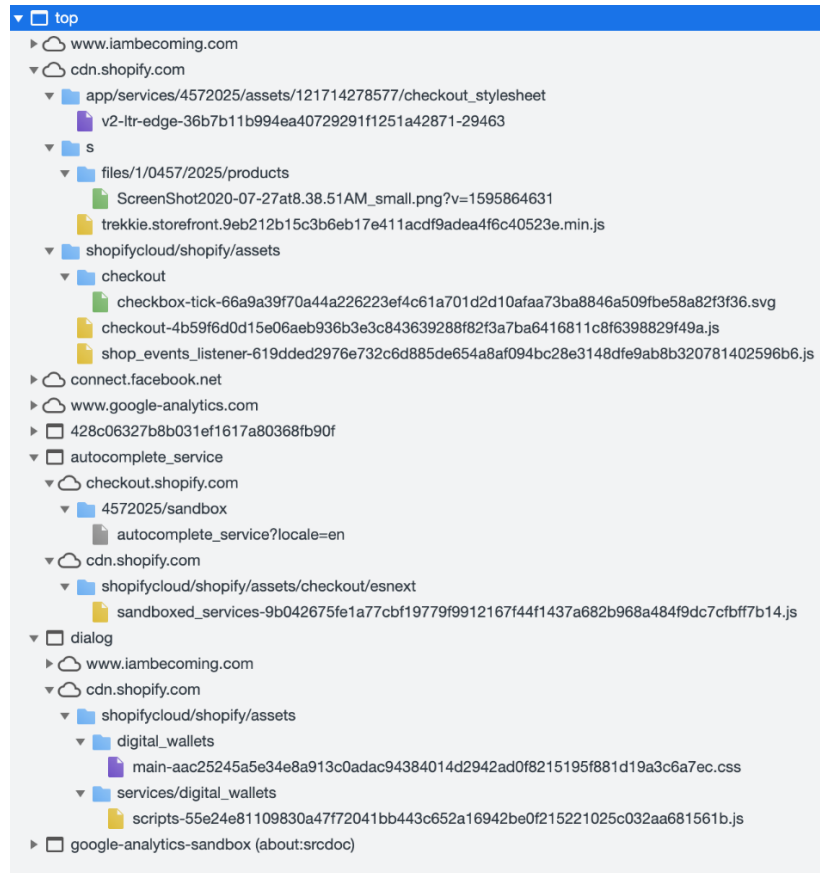 top
www.iambecoming.com
cdn.shopify.com
app/services/4572025/assets/121714278577/checkout_stylesheet
v2-ltr-edge-36b7b11b994ea40729291f1251a42871-29463
s
files/1/0457/2025/products
ScreenShot2020-07-27at8.38.51AM_small.png?v=1595864631
trekkie.storefront.9eb212b15c3b6eb17e411acdf9adea4f6c40523e.min.js
shopifycloud/shopify/assets
checkout
checkbox-tick-66a9a39f70a44a226223ef4c61a701d2d10afaa73ba8846a509fbe58a82f3f36.svg
checkout-4b59f6d0d15e06aeb936b3e3c843639288f82f3a7ba6416811c8f6398829f49a.js
shop_events_listener-619dded2976e732c6d885de654a8af094bc28e3148dfe9ab8b320781402596b6.js
connect.facebook.net
www.google-analytics.com
428c06327b8b031ef1617a80368fb90f
autocomplete_service
checkout.shopify.com
4572025/sandbox
autocomplete_service?locale=en
cdn.shopify.com
shopifycloud/shopify/assets/checkout/esnext
sandboxed_services-9b042675fe1a77cbf19779f9912167f44f1437a682b968a484f9dc7cfbff7b14.js
dialog
www.iambecoming.com
cdn.shopify.com
shopifycloud/shopify/assets
digital_wallets
main-aac25245a5e34e8a913c0adac94384014d2942ad0f8215195f881d19a3c6a7ec.css
services/digital_wallets
scripts-55e24e81109830a47f72041bb443c652a16942be0f215221025c032aa681561b.js
google-analytics-sandbox (about:srcdoc)